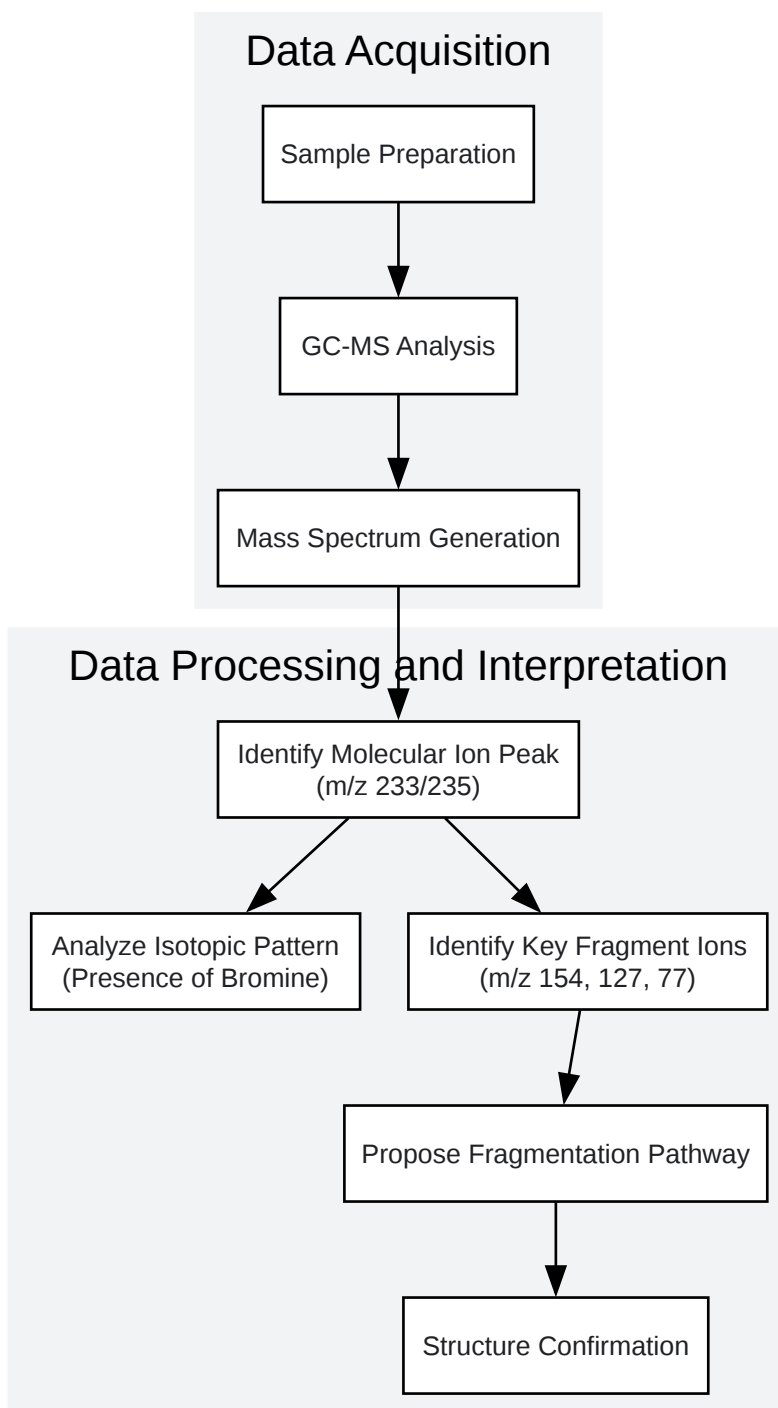 Data Acquisition
Sample Preparation
GC-MS Analysis
Mass Spectrum Generation
Data Processing and Interpretation
Identify Molecular Ion Peak
(m/z 233/235)
Analyze Isotopic Pattern
(Presence of Bromine)
Identify Key Fragment Ions
(m/z 154, 127, 77)
Propose Fragmentation Pathway
Structure Confirmation